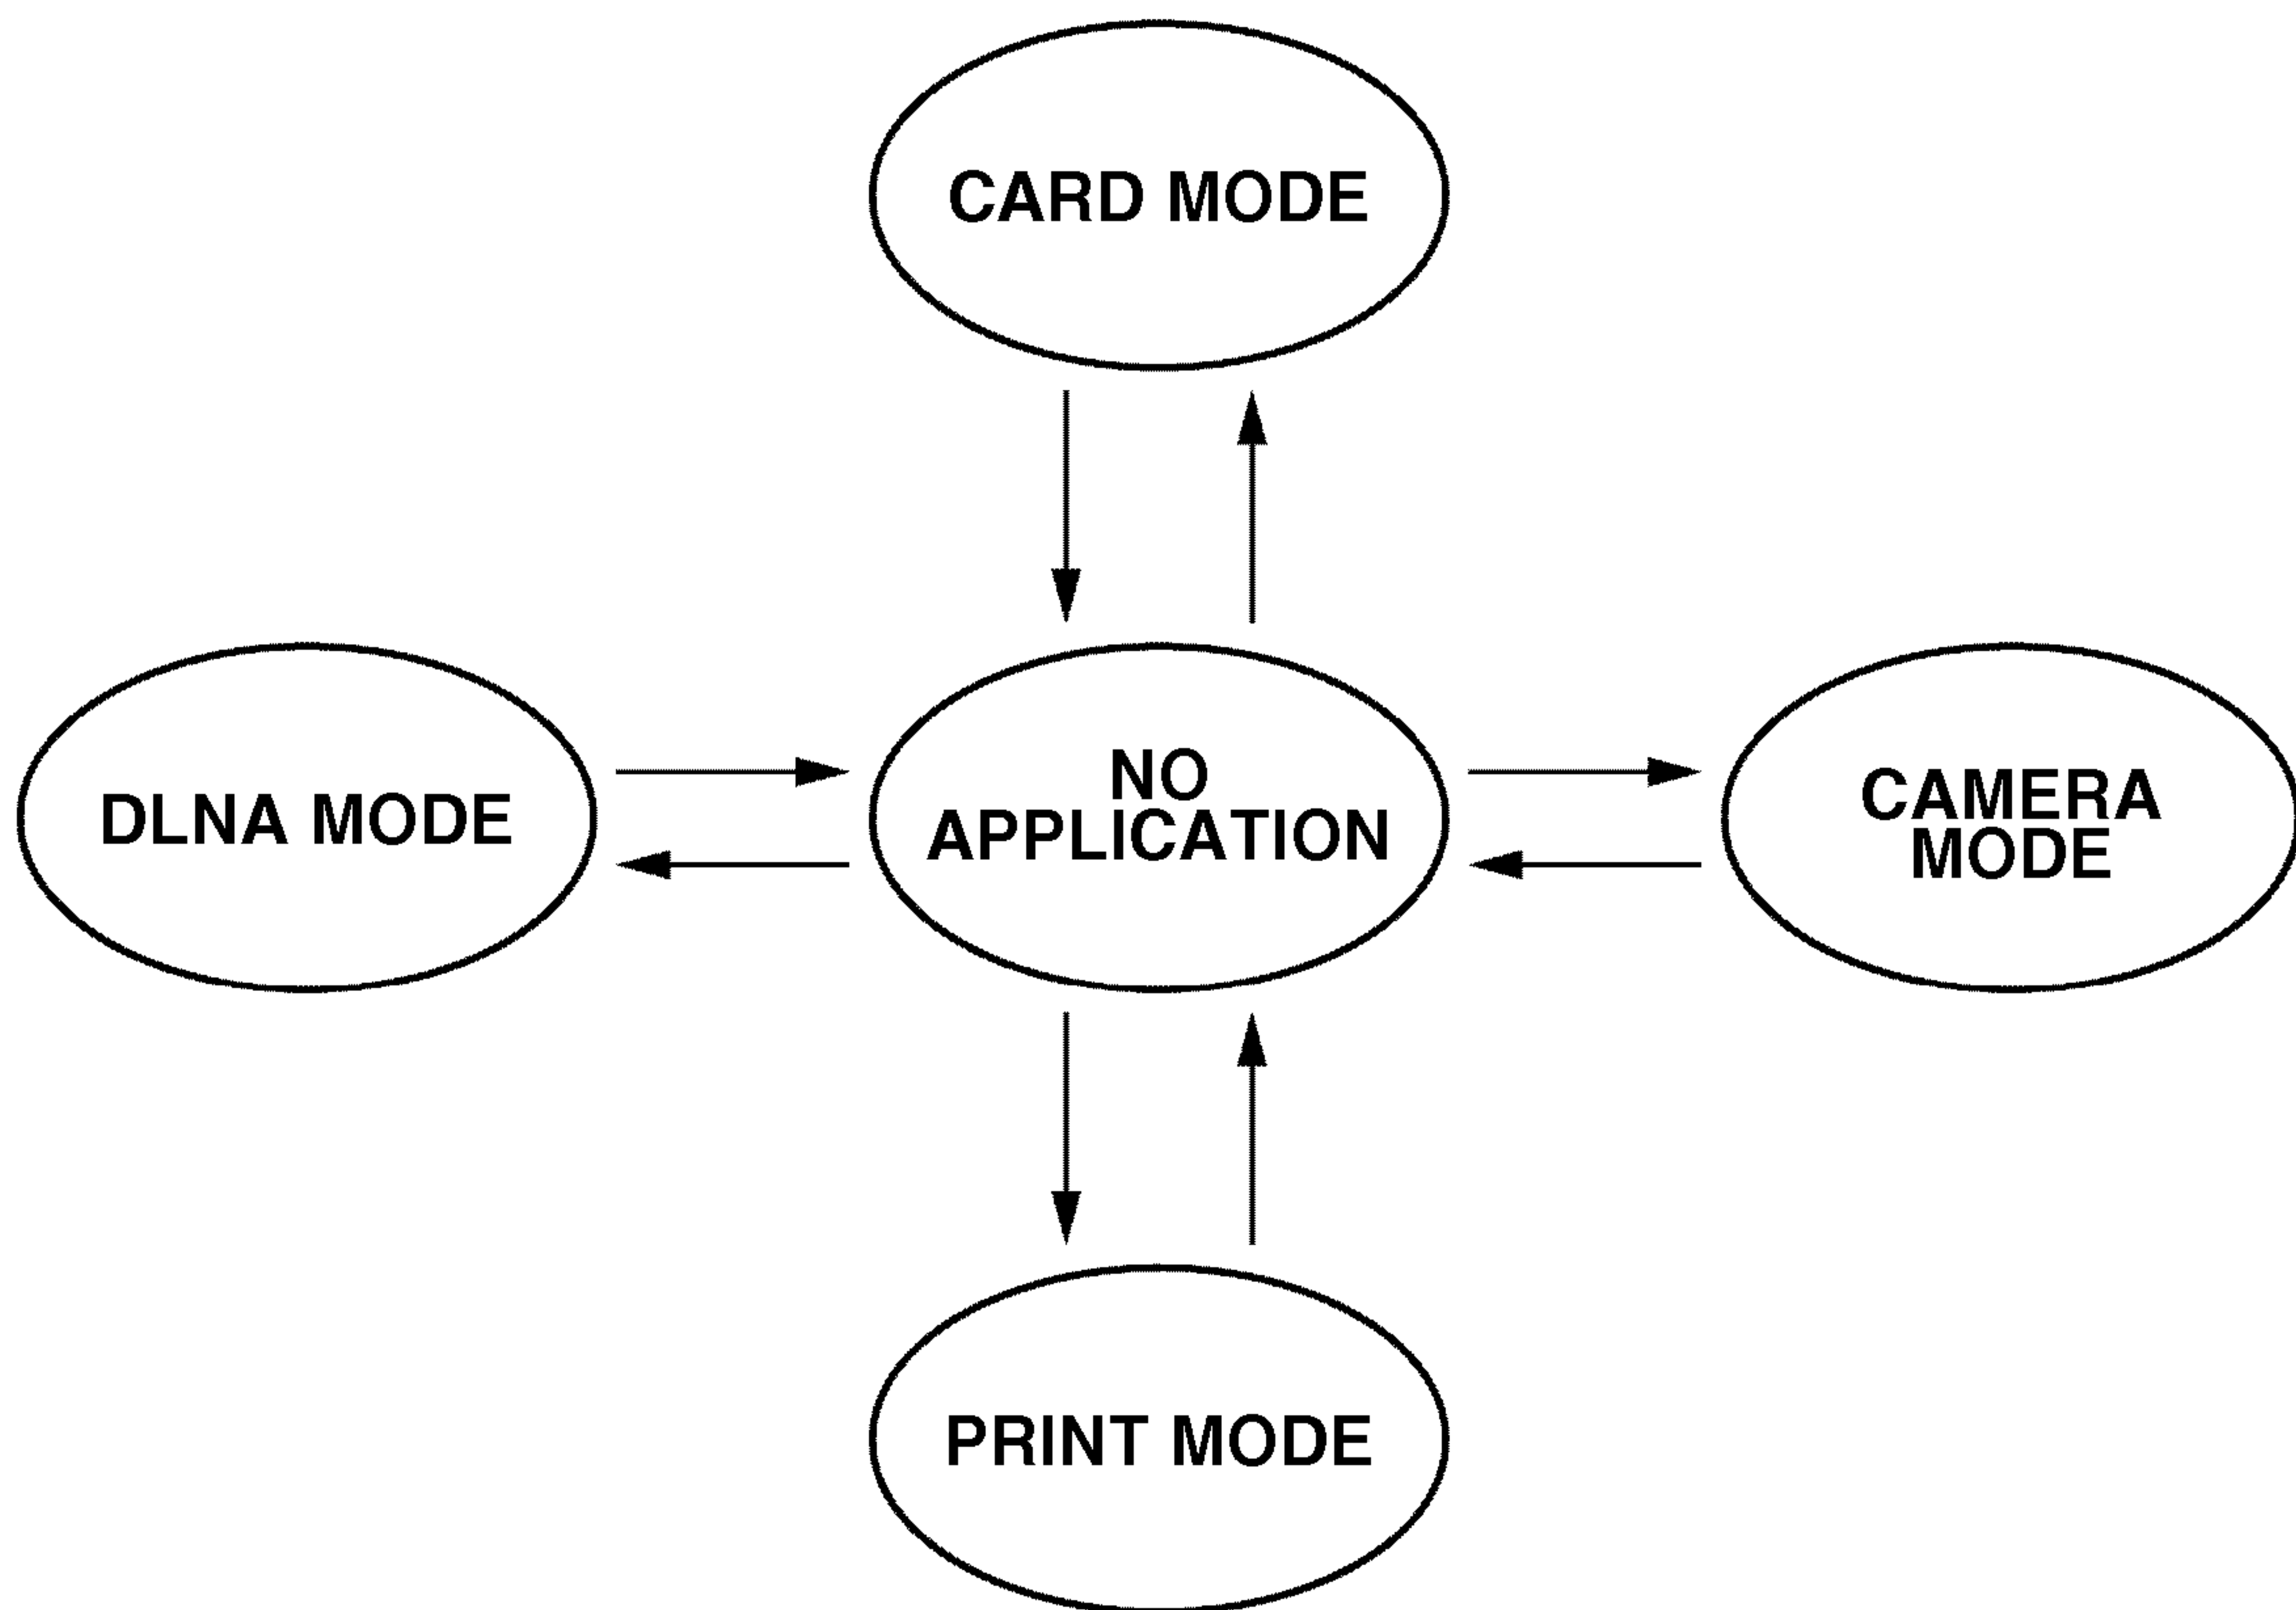 CARD MODE
DLNA MODE
NO
APPLICATION
CAMERA
MODE
PRINT MODE